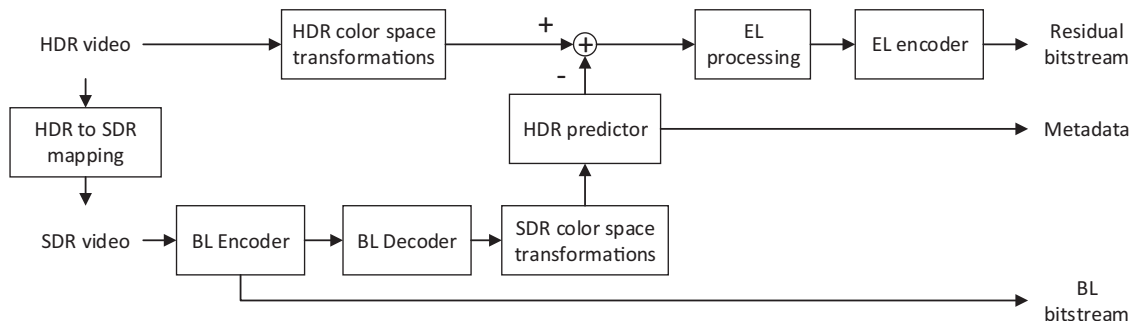 HDR video
HDR color space
transformations
+
+
-
EL
processing
EL encoder
Residual
bitstream
HDR to SDR
mapping
HDR predictor
Metadata
SDR video
BL Encoder
BL Decoder
SDR color space
transformations
BL
bitstream